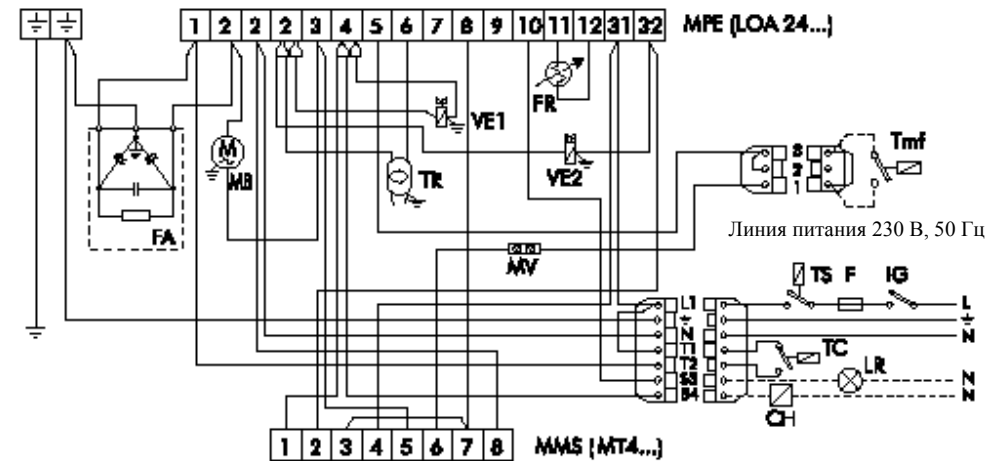 1 2 2 2 3 4 5 6 7 8 9 10 11 12 31 32 MPE (LOA 24...)
FR
VE1
M
MB
TR
VE2
FA
3
2
1
Tmf
Линия питания 230 В, 50 Гц
MV
TS F IG
L1 L
N N
T1
TC
T2
LR
S3 N
B4 N
CH
1 2 3 4 5 6 7 8 MMS (MT4...)